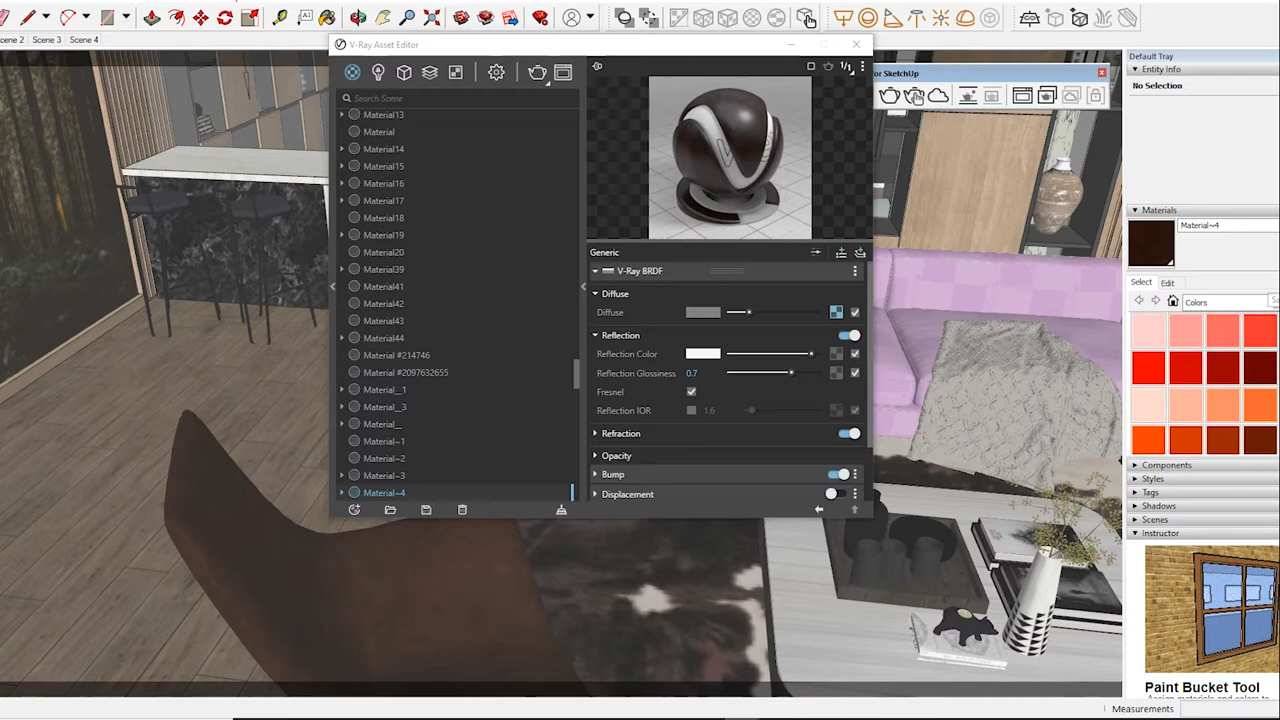 Scene 3
Scene 4
V-Ray Asset Editor
1/1
for SketchUp
Default Tray
Entity Info
No Selection
Search Scene
Material13
Material
Material14
Material15
Material16
Material17
Material18
Material19
Material20
Material39
Material41
Material42
Material43
Material44
Material #214746
Material #2097632655
Material__1
Material__3
Material__
Material~1
Material~2
Material~3
Material~4
Generic
V-Ray BRDF
Diffuse
Diffuse
Reflection
Reflection Color
Reflection Glossiness 0.7
Fresnel
Reflection IOR 1.6
Refraction
Opacity
Bump
Displacement
Materials
Material~4
Select Edit
Colors
Components
Styles
Tags
Shadows
Scenes
Instructor
Paint Bucket Tool
Measurements